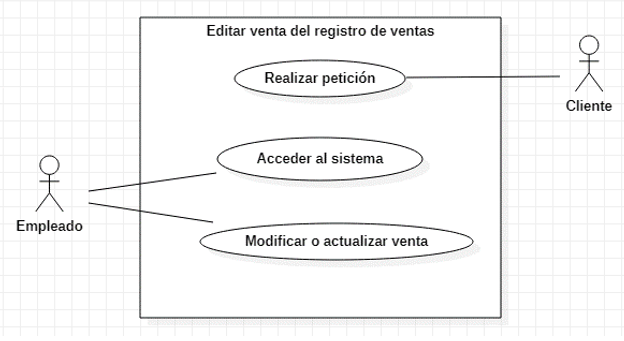 Editar venta del registro de ventas
Realizar petición
Cliente
Acceder al sistema
Empleado
Modificar o actualizar venta